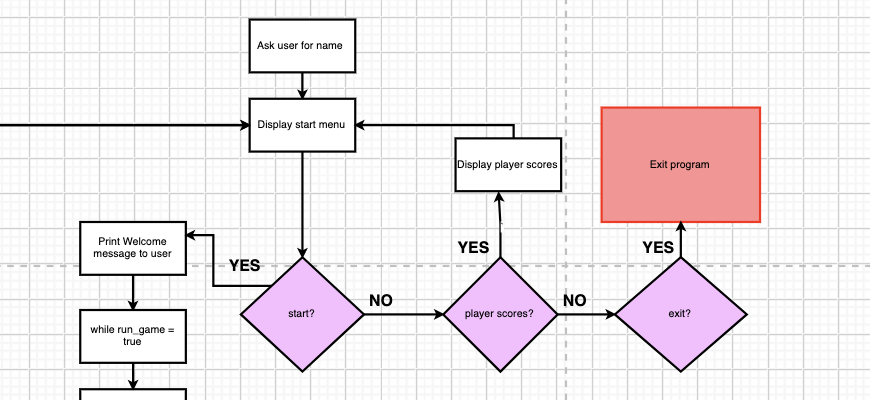 Ask user for name
Display start menu
Display player scores
Exit program
Print Welcome
message to user
YES
YES
YES
start?
NO
player scores?
NO
exit?
while run_game =
true